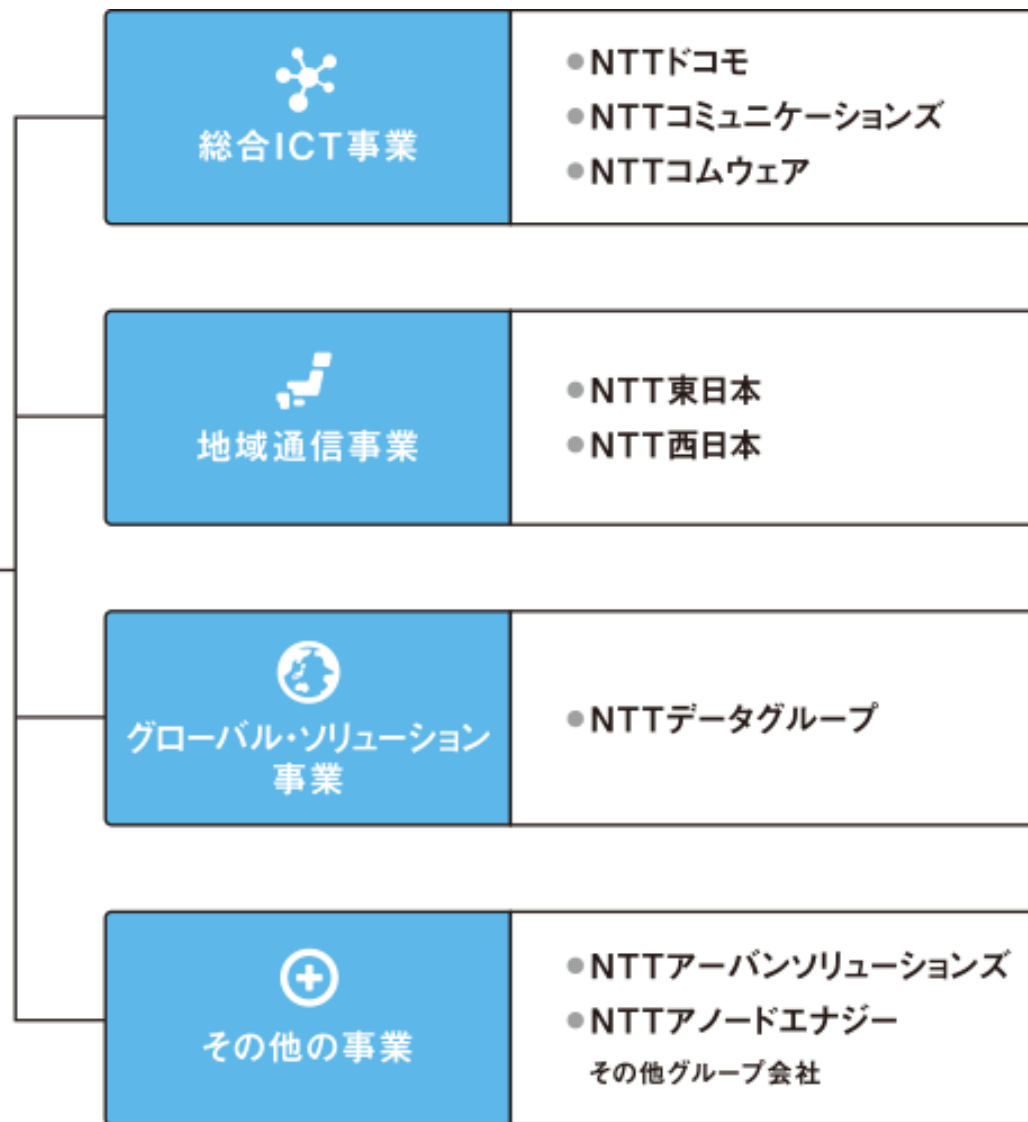 総合ICT事業
●NTTドコモ
●NTTコミュニケーションズ
●NTTコムウェア
地域通信事業
●NTT東日本
●NTT西日本
グローバル・ソリューション
事業
●NTTデータグループ
その他の事業
●NTTアーバンソリューションズ
●NTTアノードエナジー
その他グループ会社